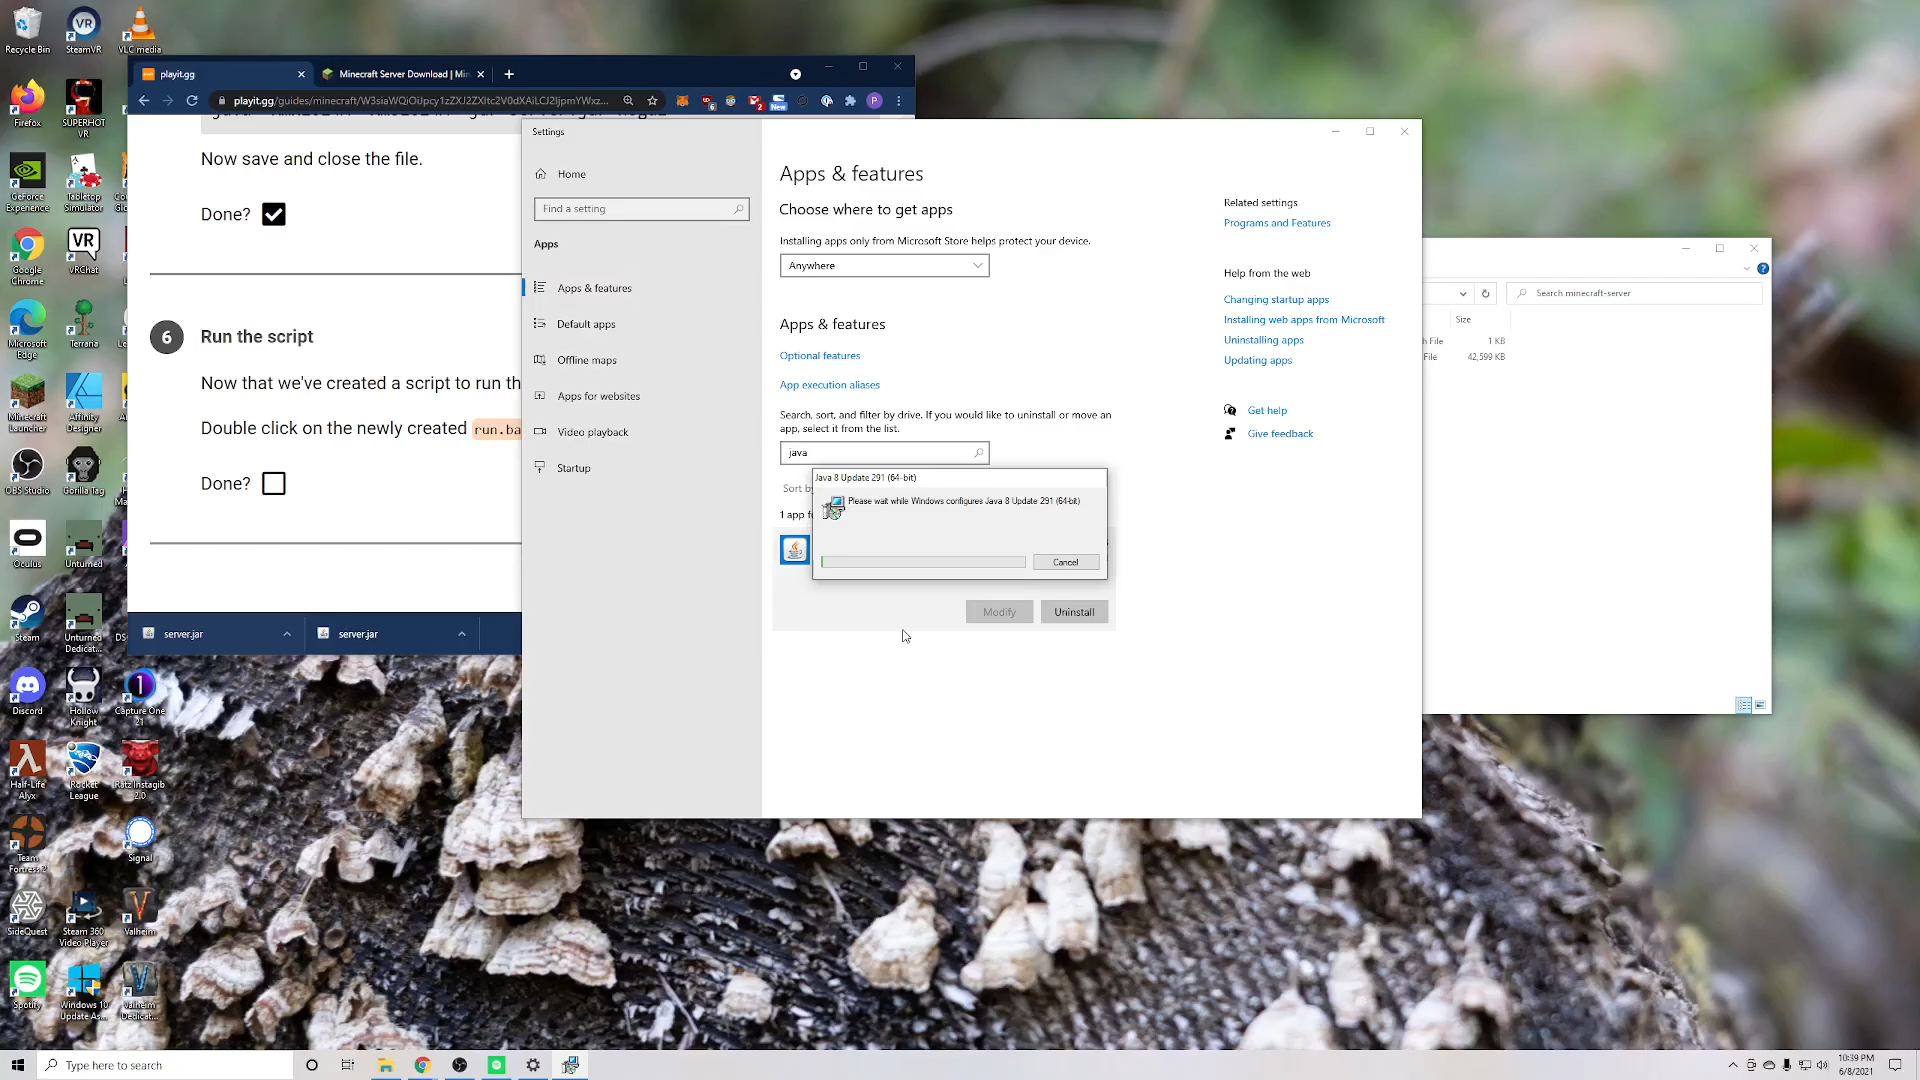 Recycle Bin
SteamVR
VLC media
Firefox
SUPERHOT
VR
GeForce
Experience
Tabletop
Simulator
Google
Chrome
VRChat
Microsoft
Edge
Terraria
Minecraft
Launcher
Affinity
Designer
OBS Studio
Gorilla Tag
Oculus
Unturned
Steam
Unturned
Dedicat...
Discord
Hollow
Knight
Capture One
21
Half-Life
Alyx
Rocket
League
Ratz Instagib
2.0
Team
Fortress 2
Signal
SideQuest
Steam 360
Video Player
Valheim
Spotify
Windows 10
Update As...
Valheim
Dedicat...
playit.gg
Minecraft Server Download | Min
Now save and close the file.
Done?
6
Run the script
Now that we've created a script to run th
Double click on the newly created run.ba
Done?
server.jar
server.jar
Settings
Home
Find a setting
Apps
Apps & features
Default apps
Offline maps
Apps for websites
Video playback
Startup
Apps & features
Choose where to get apps
Installing apps only from Microsoft Store helps protect your device.
Anywhere
Apps & features
Optional features
App execution aliases
Search, sort, and filter by drive. If you would like to uninstall or move an
app, select it from the list.
java
Sort by
1 app f
Java 8 Update 291 (64-bit)
Please wait while Windows configures Java 8 Update 291 (64-bit)
Cancel
Modify
Uninstall
Related settings
Programs and Features
Help from the web
Changing startup apps
Installing web apps from Microsoft
Uninstalling apps
Updating apps
Get help
Give feedback
Search minecraft-server
Size
h File
1 KB
File
42,599 KB
Type here to search
10:39 PM
6/8/2021